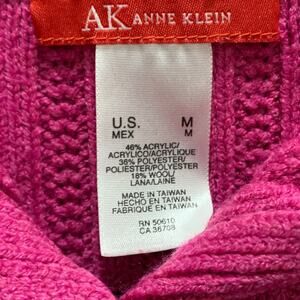 AK ANNE KLEIN
U.S. M
MEX M
46% ACRYLIC/
ACRYLICO/ACRYLIQUE
36% POLYESTER/
POLIESTER/POLYESTER
18% WOOL/
LANA/LAINE
MADE IN TAIWAN
HECHO EN TAIWAN
FABRIQUE EN TAIWAN
RN 50610
CA 36708